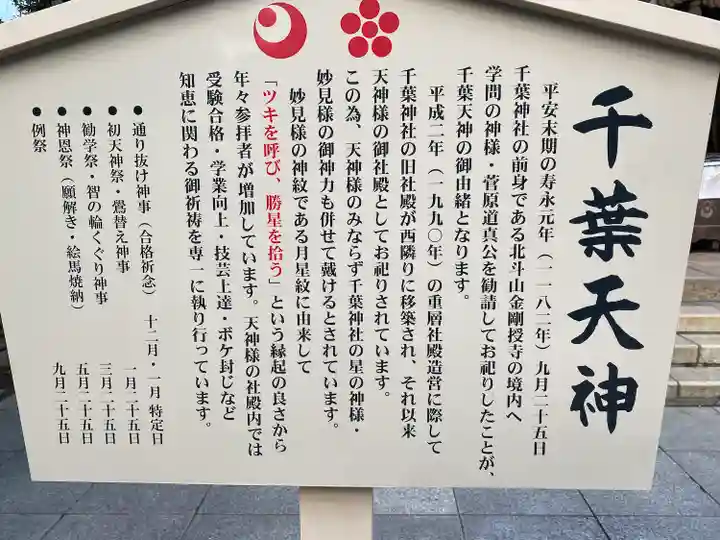 千葉天神
平安末期の寿永元年（一一八二年）九月二十五日
千葉神社の前身である北斗山金剛授寺の境内へ
学問の神様・菅原道真公を勧請してお祀りしたことが、
千葉天神の御由緒となります。
平成二年（一九九〇年）の重層社殿造営に際して
千葉神社の旧社殿が西隣りに移築され、それ以来
天神様の御社殿としてお祀りされています。
この為、天神様のみならず千葉神社の星の神様・
妙見様の御神力も併せて戴けるとされています。
妙見様の神紋である月星紋に由来して
「ツキを呼び、勝星を拾う」という縁起の良さから
年々参拝者が増加しています。天神様の社殿内では
受験合格・学業向上・技芸上達・ボケ封じなど
知恵に関わる御祈祷を専一に執り行っています。
●通り抜け神事（合格祈念） 十二月・一月 特定日
●初天神祭・鷽替え神事 一月二十五日
●勧学祭・智の輪くぐり神事 三月二十五日
●神恩祭（願解き・絵馬焼納） 五月二十五日
●例祭 九月二十五日